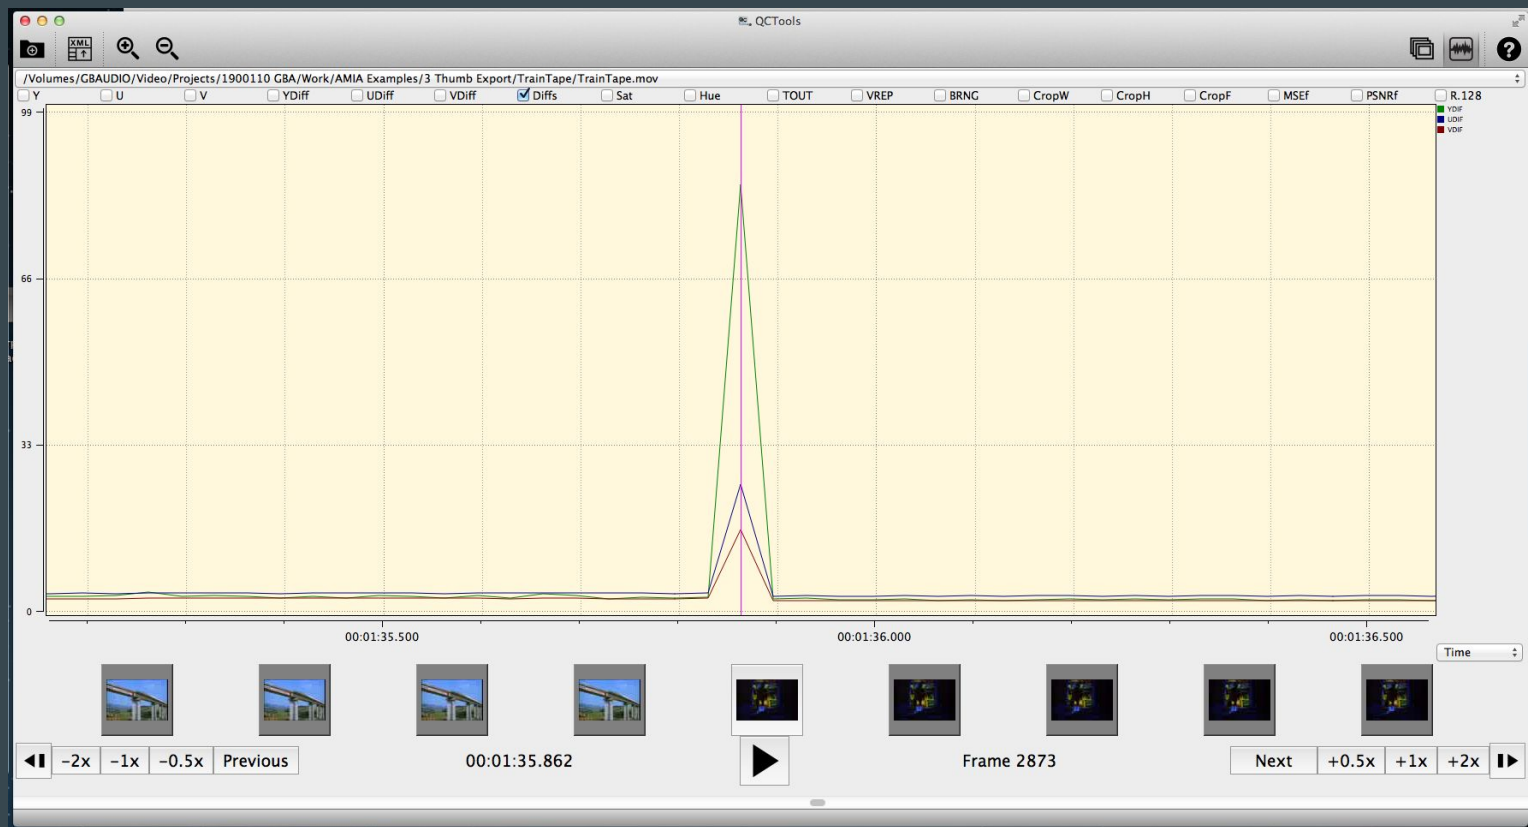 QCTools
XML
/Volumes/GBAUDIO/Video/Projects/1900110 GBA/Work/AMIA Examples/3 Thumb Export/TrainTape/TrainTape.mov
Y U V YDiff UDiff VDiff Diffs Sat Hue TOUT VREP BRNG CropW CropH CropF MSEf PSNRf R.128
YDIF
UDIF
VDIF
99
66
33
0
00:01:35.500 00:01:36.000 00:01:36.500
Time
-2x -1x -0.5x Previous 00:01:35.862 Frame 2873 Next +0.5x +1x +2x